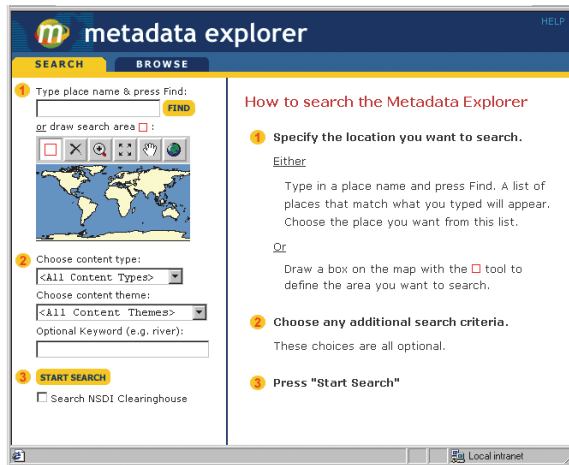 m metadata explorer
HELP
SEARCH BROWSE
1 Type place name & press Find:
FIND
or draw search area :
2 Choose content type:
<All Content Types>
Choose content theme:
<All Content Themes>
Optional Keyword (e.g. river):
3 START SEARCH
Search NSDI Clearinghouse
How to search the Metadata Explorer
1 Specify the location you want to search.
Either
Type in a place name and press Find. A list of
places that match what you typed will appear.
Choose the place you want from this list.
Or
Draw a box on the map with the tool to
define the area you want to search.
2 Choose any additional search criteria.
These choices are all optional.
3 Press "Start Search"
Local intranet